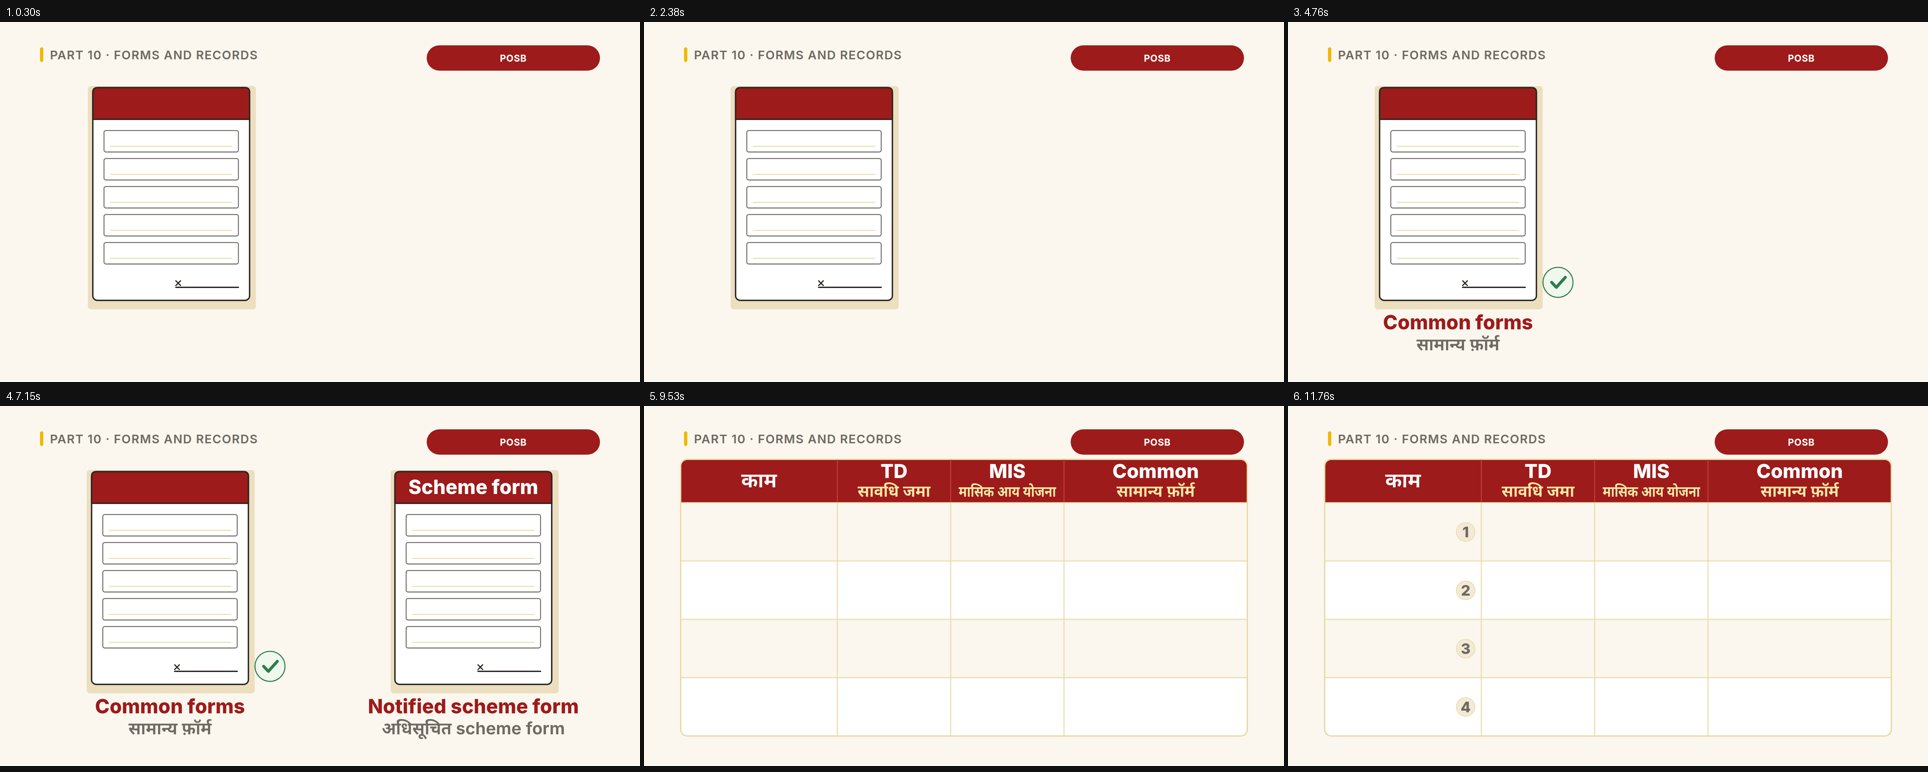 1. 0.30s
PART 10 · FORMS AND RECORDS
POSB
×
2. 2.38s
PART 10 · FORMS AND RECORDS
POSB
×
3. 4.76s
PART 10 · FORMS AND RECORDS
POSB
×
Common forms
सामान्य फ़ॉर्म
4. 7.15s
PART 10 · FORMS AND RECORDS
POSB
Scheme form
×
×
Common forms
सामान्य फ़ॉर्म
Notified scheme form
अधिसूचित scheme form
5. 9.53s
PART 10 · FORMS AND RECORDS
POSB
काम
TD
सावधि जमा
MIS
मासिक आय योजना
Common
सामान्य फ़ॉर्म
6. 11.76s
PART 10 · FORMS AND RECORDS
POSB
काम
TD
सावधि जमा
MIS
मासिक आय योजना
Common
सामान्य फ़ॉर्म
1
2
3
4